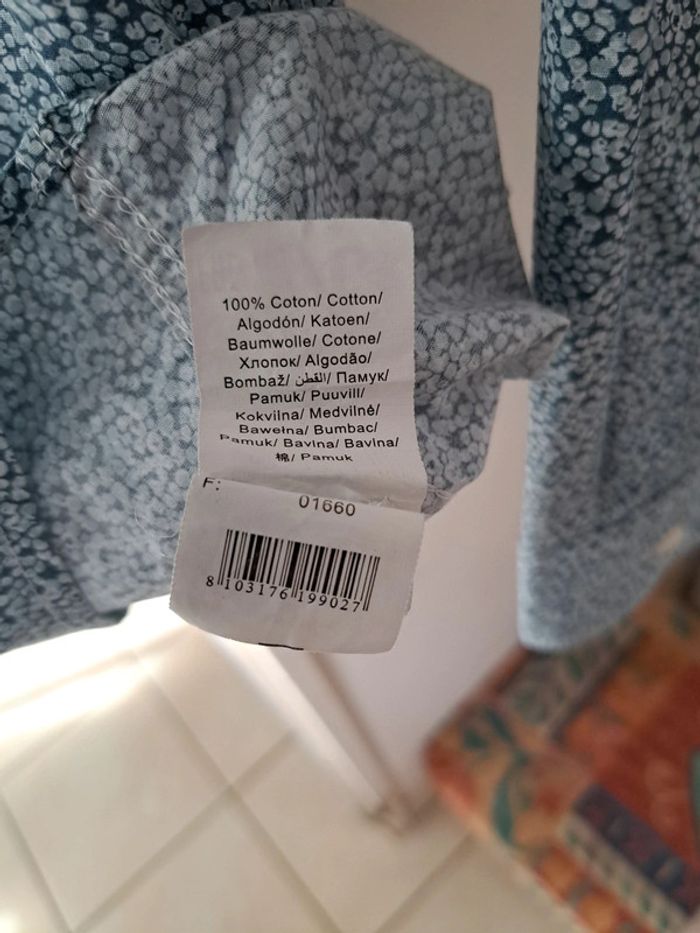 100% Coton/ Cotton/
Algodón/ Katoen/
Baumwolle/ Cotone/
Хлопок/ Algodão/
Bombaž/ القطن/ Памук/
Pamuk/ Puuvill/
Kokvilna/ Medvilnė/
Bawełna/ Bumbac/
Pamuk/ Bavlna/ Bavlna/
棉/ Pamuk
F:
01660
8 103176 199027